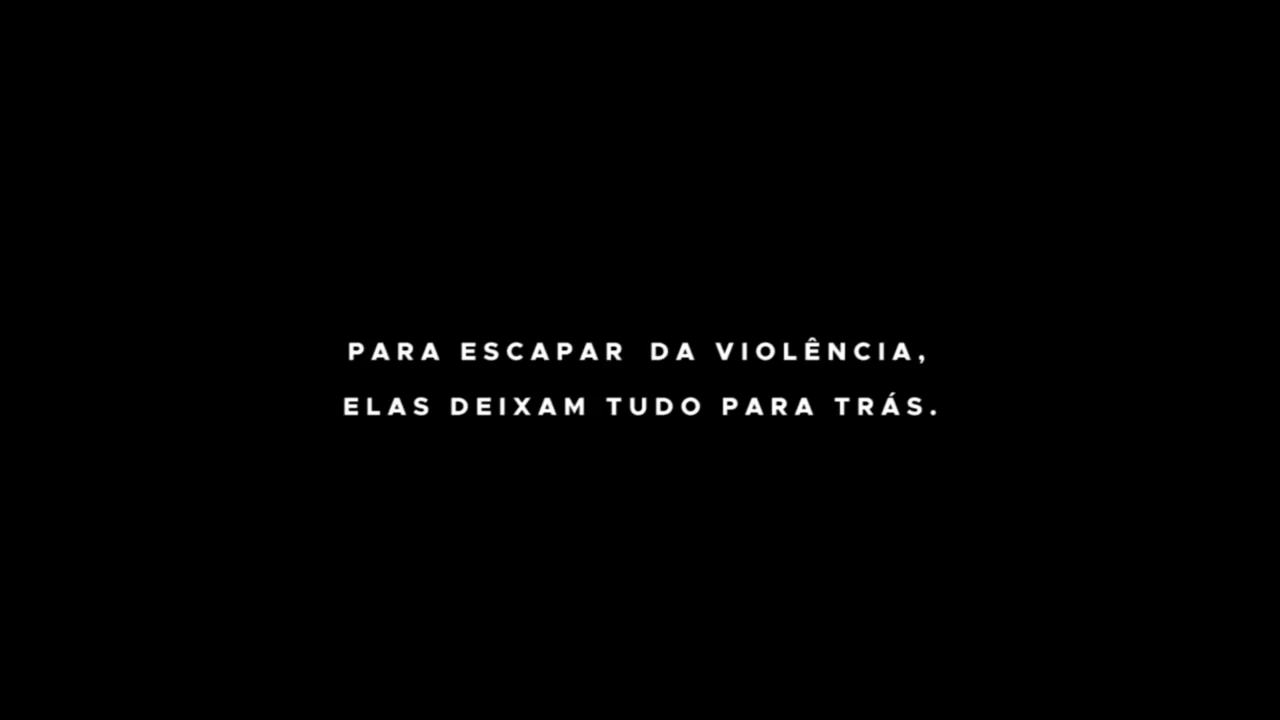 PARA ESCAPAR DA VIOLÊNCIA,
ELAS DEIXAM TUDO PARA TRÁS.